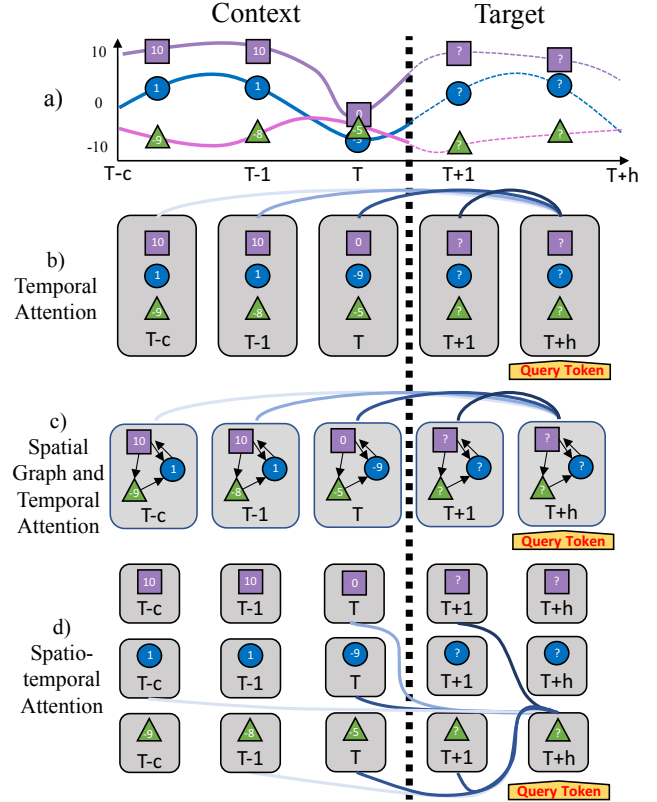 Context Target
10
10 10 ? ?
a)
1 1 ? ?
0
0
-9 -8 -5 ? ?
-10
T-c T-1 T T+1 T+h
b)
Temporal
Attention
10 10 0 ? ?
1 1 -9 ? ?
-9 -8 -5 ? ?
T-c T-1 T T+1 T+h
Query Token
c)
Spatial
Graph and
Temporal
Attention
10 10 0 ? ?
1 1 -9 ? ?
-9 -8 -5 ? ?
T-c T-1 T T+1 T+h
Query Token
d)
Spatio-
temporal
Attention
10 10 0 ? ?
T-c T-1 T T+1 T+h
1 1 -9 ? ?
T-c T-1 T T+1 T+h
-9 -8 -5 ? ?
T-c T-1 T T+1 T+h
Query Token